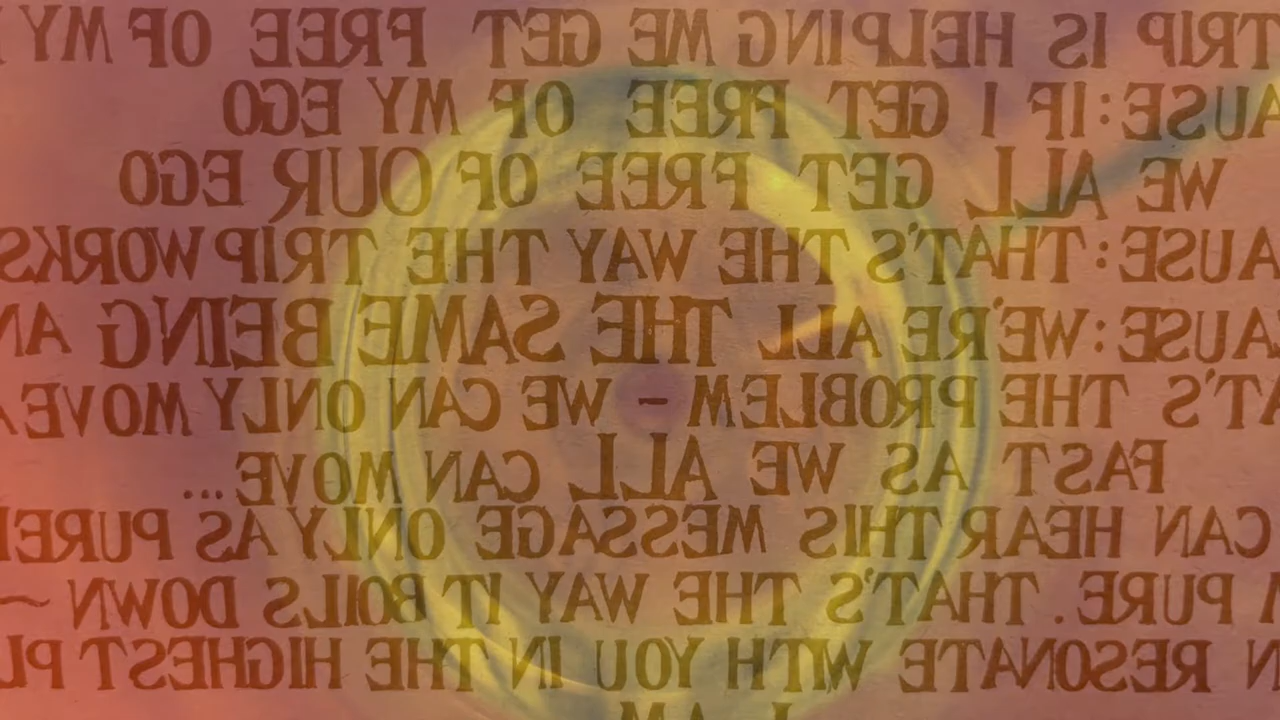 TRIP IS HELPING ME GET FREE OF MY
AUSE: IF I GET FREE OF MY EGO
WE ALL GET FREE OF OUR EGO
AUSE: THAT'S THE WAY THE TRIP WORKS
AUSE: WE'RE ALL THE SAME BEING AN
AT'S THE PROBLEM - WE CAN ONLY MOVE A
FAST AS WE ALL CAN MOVE...
CAN HEAR THIS MESSAGE ONLY AS PUREL
PURE. THAT'S THE WAY IT BOILS DOWN ~
N RESONATE WITH YOU IN THE HIGHEST PL
I AM